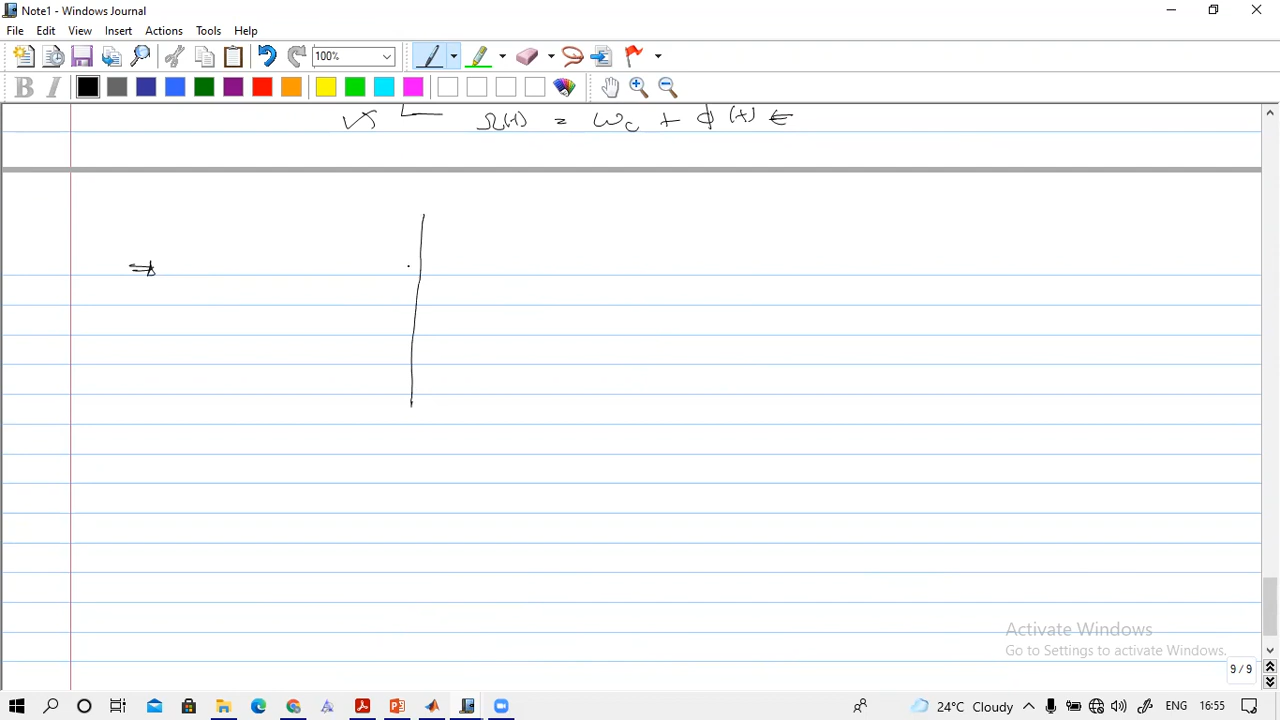 Note1 - Windows Journal
File Edit View Insert Actions Tools Help
100%
B I
Ω(t) = ωc + ϕ (t) ⇐
⇒
Activate Windows
Go to Settings to activate Windows.
9 / 9
24°C Cloudy ENG 16:55